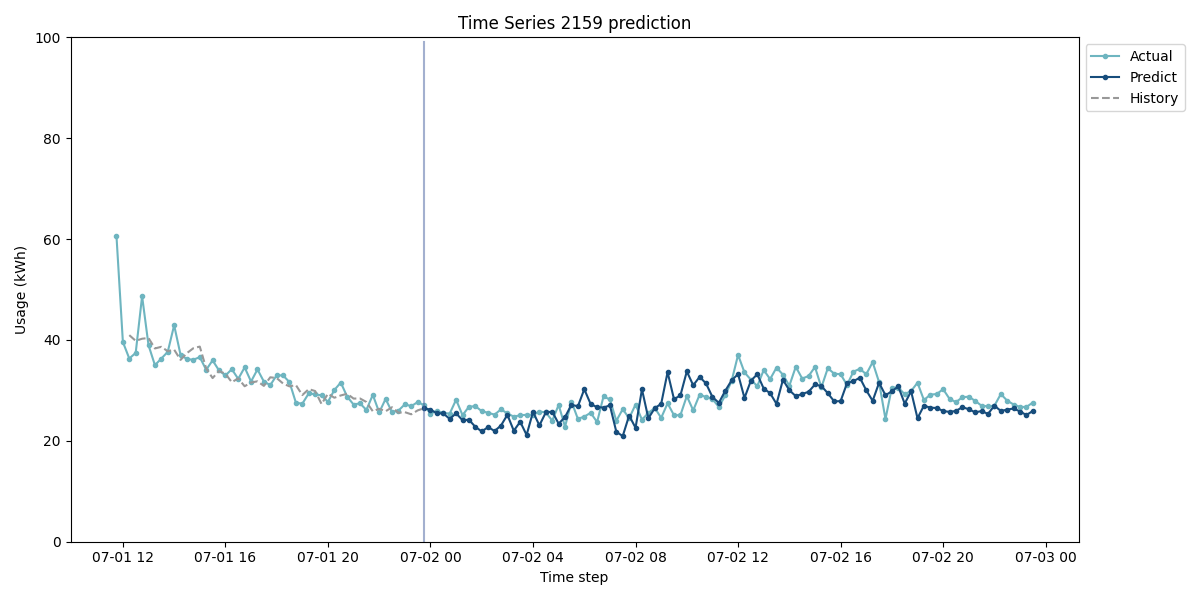 Time Series 2159 prediction
Usage (kWh)
100
80
60
40
20
0
07-01 12
07-01 16
07-01 20
07-02 00
07-02 04
07-02 08
07-02 12
07-02 16
07-02 20
07-03 00
Time step
Actual
Predict
History